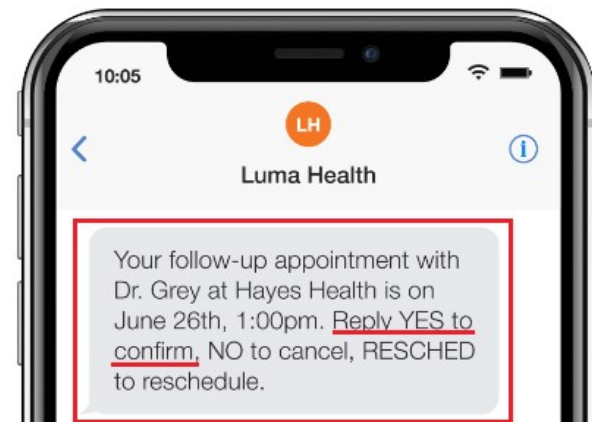 10:05
LH
Luma Health
Your follow-up appointment with
Dr. Grey at Hayes Health is on
June 26th, 1:00pm. Reply YES to
confirm, NO to cancel, RESCHED
to reschedule.